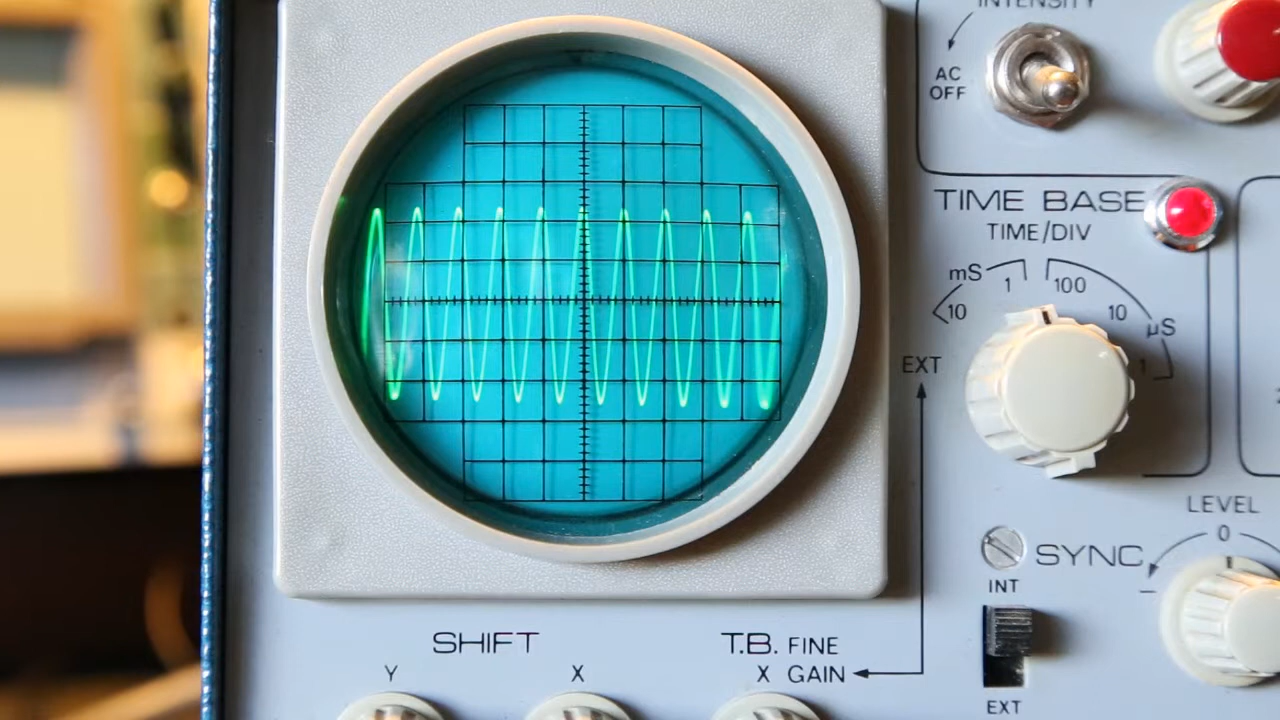 INTENSITY
AC
OFF
TIME BASE
TIME/DIV
mS
1
100
10
10
µS
1
EXT
LEVEL
0
SYNC
INT
SHIFT
T.B. FINE
Y
X
X GAIN
EXT